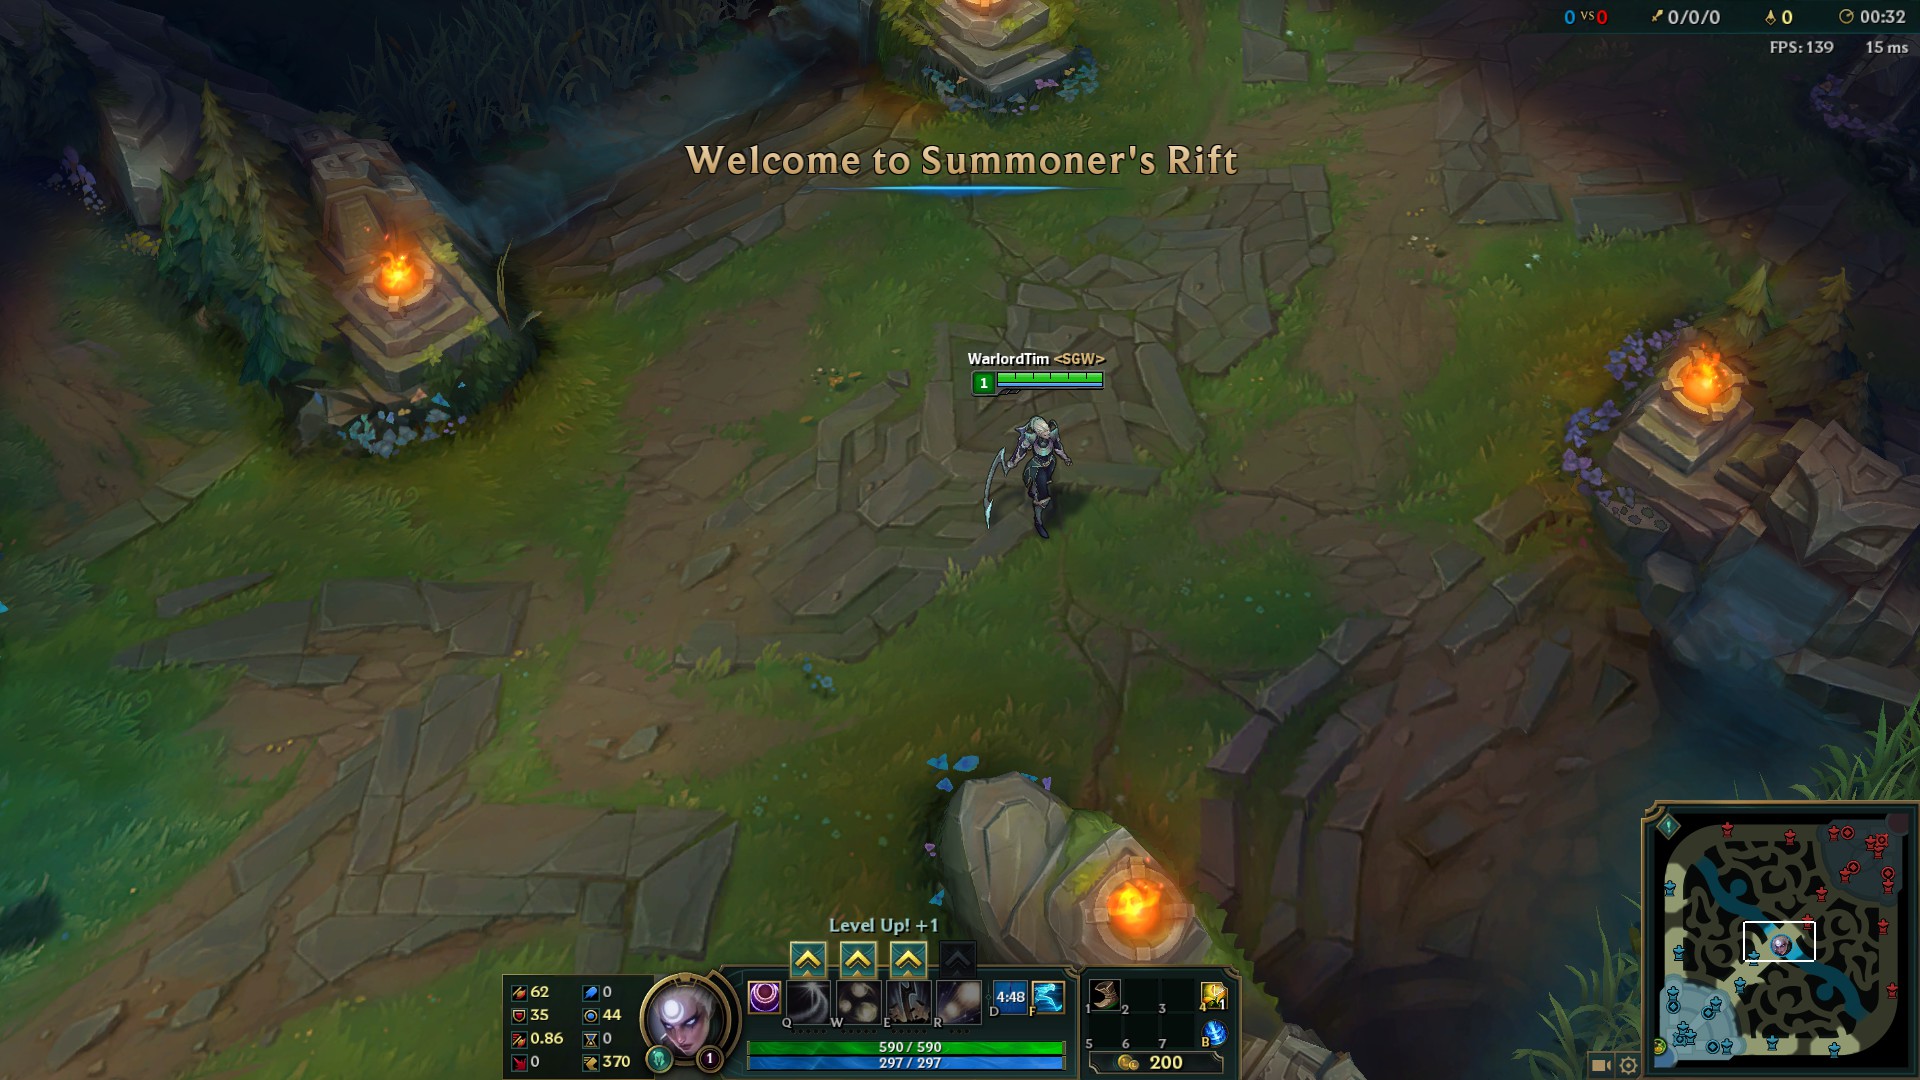 0 VS 0 0/0/0 0 00:32
FPS: 139 15 ms
Welcome to Summoner's Rift
WarlordTim <SGW>
1
Level Up! +1
62 0
35 44
0.86 0
0 370
1
Q W E R
4:48
D F
590 / 590
297 / 297
1 2 3 4 1
5 6 7 B
200